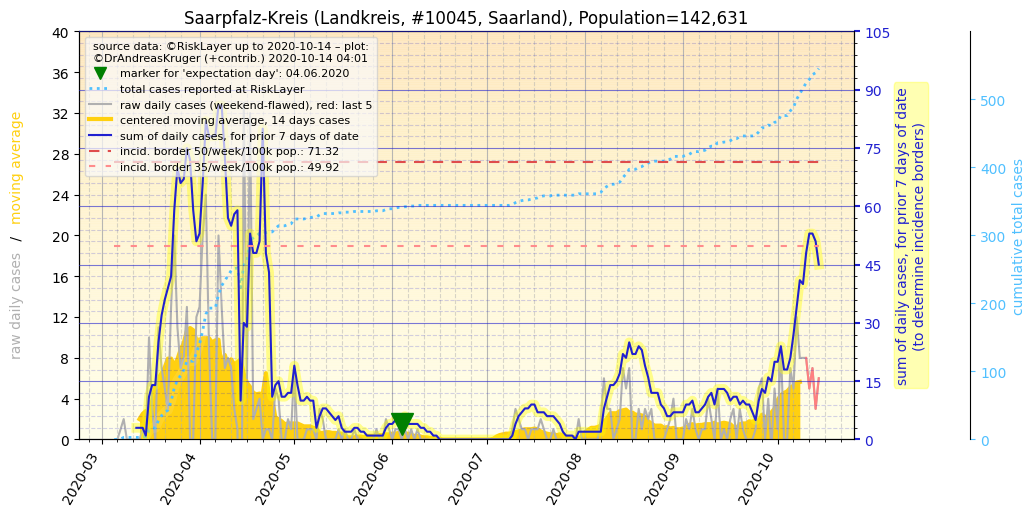 Saarpfalz-Kreis (Landkreis, #10045, Saarland), Population=142,631
source data: ©RiskLayer up to 2020-10-14 – plot:
©DrAndreasKruger (+contrib.) 2020-10-14 04:01
marker for 'expectation day': 04.06.2020
total cases reported at RiskLayer
raw daily cases (weekend-flawed), red: last 5
centered moving average, 14 days cases
sum of daily cases, for prior 7 days of date
incid. border 50/week/100k pop.: 71.32
incid. border 35/week/100k pop.: 49.92
raw daily cases / moving average
40
36
32
28
24
20
16
12
8
4
0
2020-03
2020-04
2020-05
2020-06
2020-07
2020-08
2020-09
2020-10
105
90
75
60
45
30
15
0
sum of daily cases, for prior 7 days of date
(to determine incidence borders)
500
400
300
200
100
0
cumulative total cases